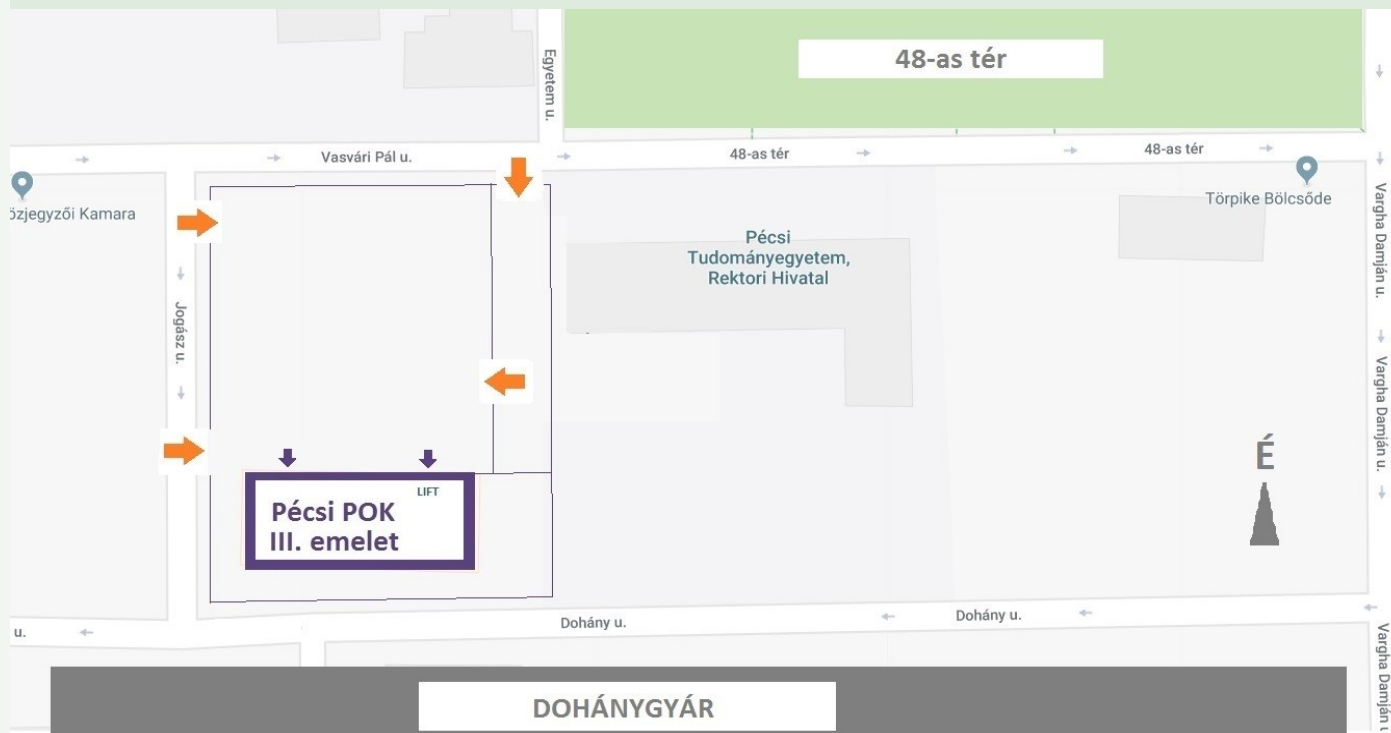 48-as tér
Egyetem u.
Vasvári Pál u.
48-as tér
48-as tér
özjegyzői Kamara
Törpike Bölcsőde
Pécsi
Tudományegyetem,
Rektori Hivatal
Vargha Damján u.
Jogász u.
Vargha Damján u.
LIFT
Pécsi POK
III. emelet
É
Dohány u.
Dohány u.
u.
Vargha Damján u
DOHÁNYGYÁR